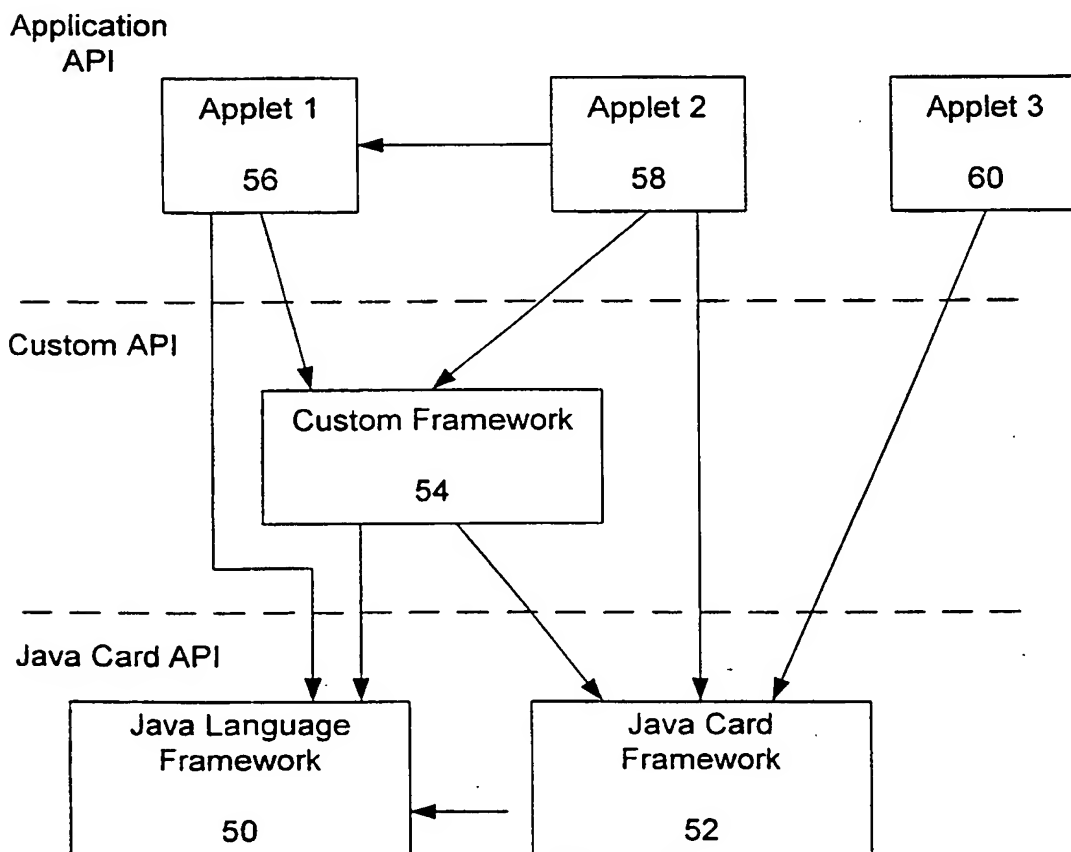 Application
API
Applet 1
56
Applet 2
58
Applet 3
60
Custom API
Custom Framework
54
Java Card API
Java Language
Framework
50
Java Card
Framework
52